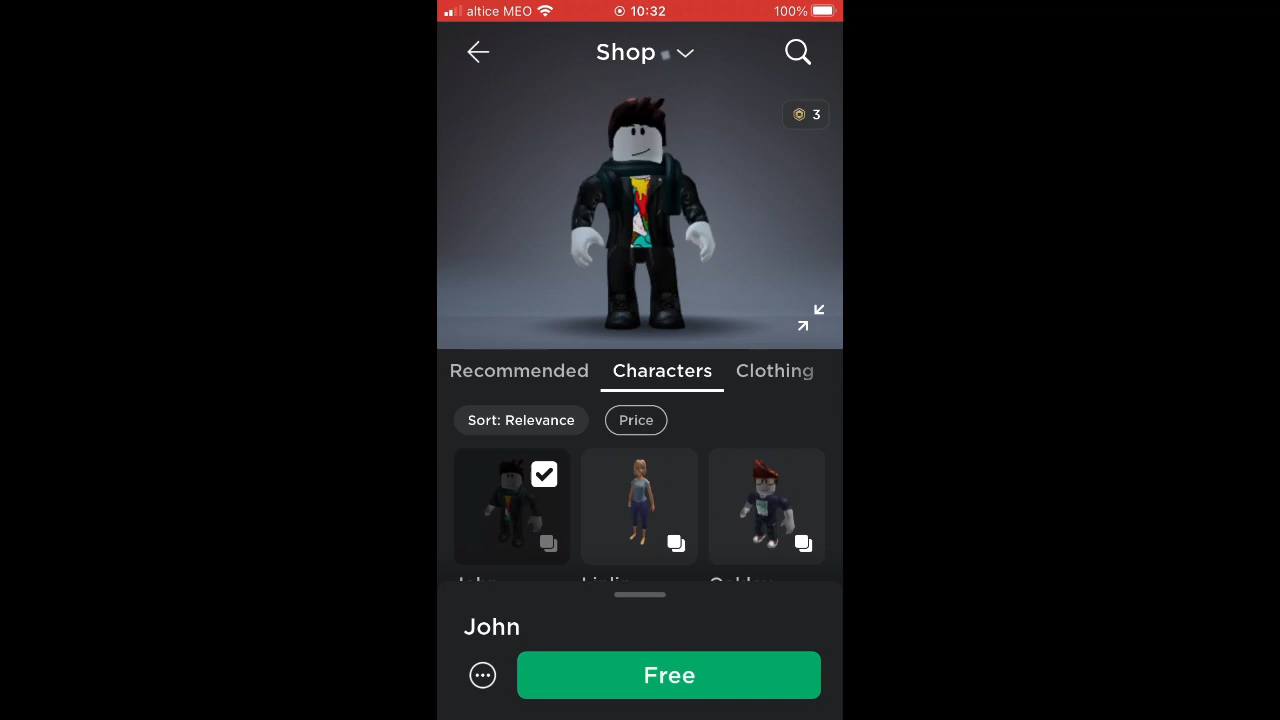 altice MEO 10:32 100%
Shop
3
Recommended Characters Clothing
Sort: Relevance Price
John
Free